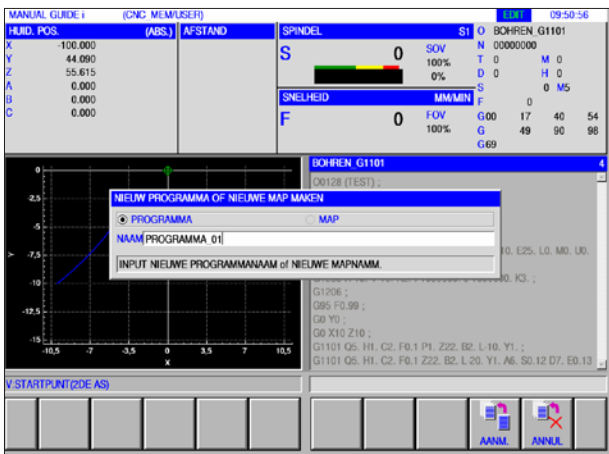 MANUAL GUIDE i (CNC MEM/USER) EDIT 09:50:56
HUID. POS. (ABS.) AFSTAND SPINDEL S1 O BOHREN_G1101
X -100.000
Y 44.090
Z 55.615
A 0.000
B 0.000
C 0.000
S 0 SOV 100% 0%
SNELHEID MM/MIN
F 0 FOV 100%
N 00000000
T 0 M 0
D 0 H 0
S 0 M5
F 0
G00 17 40 54
G 49 90 98
G69
BOHREN_G1101 4
O0128 (TEST) ;
NIEUW PROGRAMMA OF NIEUWE MAP MAKEN
PROGRAMMA MAP
NAAM PROGRAMMA_01
INPUT NIEUWE PROGRAMMANAAM of NIEUWE MAPNAMM.
10. E25. L0. M0. U0.
K3. ;
G1206 ;
G95 F0.99 ;
G0 Y0 ;
G0 X10 Z10 ;
G1101 Q5. H1. C2. F0.1 P1. Z22. B2. L-10. Y1. ;
G1101 Q5. H1. C2. F0.1 Z22. B2. L-20. Y1. A6. S0.12 D7. E0.13
0
-2,5
-7,5
-10
-12,5
-15
-10,5 -7 -3,5 0 3,5 7 10,5
Y
X
V:STARTPUNT(2DE AS)
AANM. ANNUL.